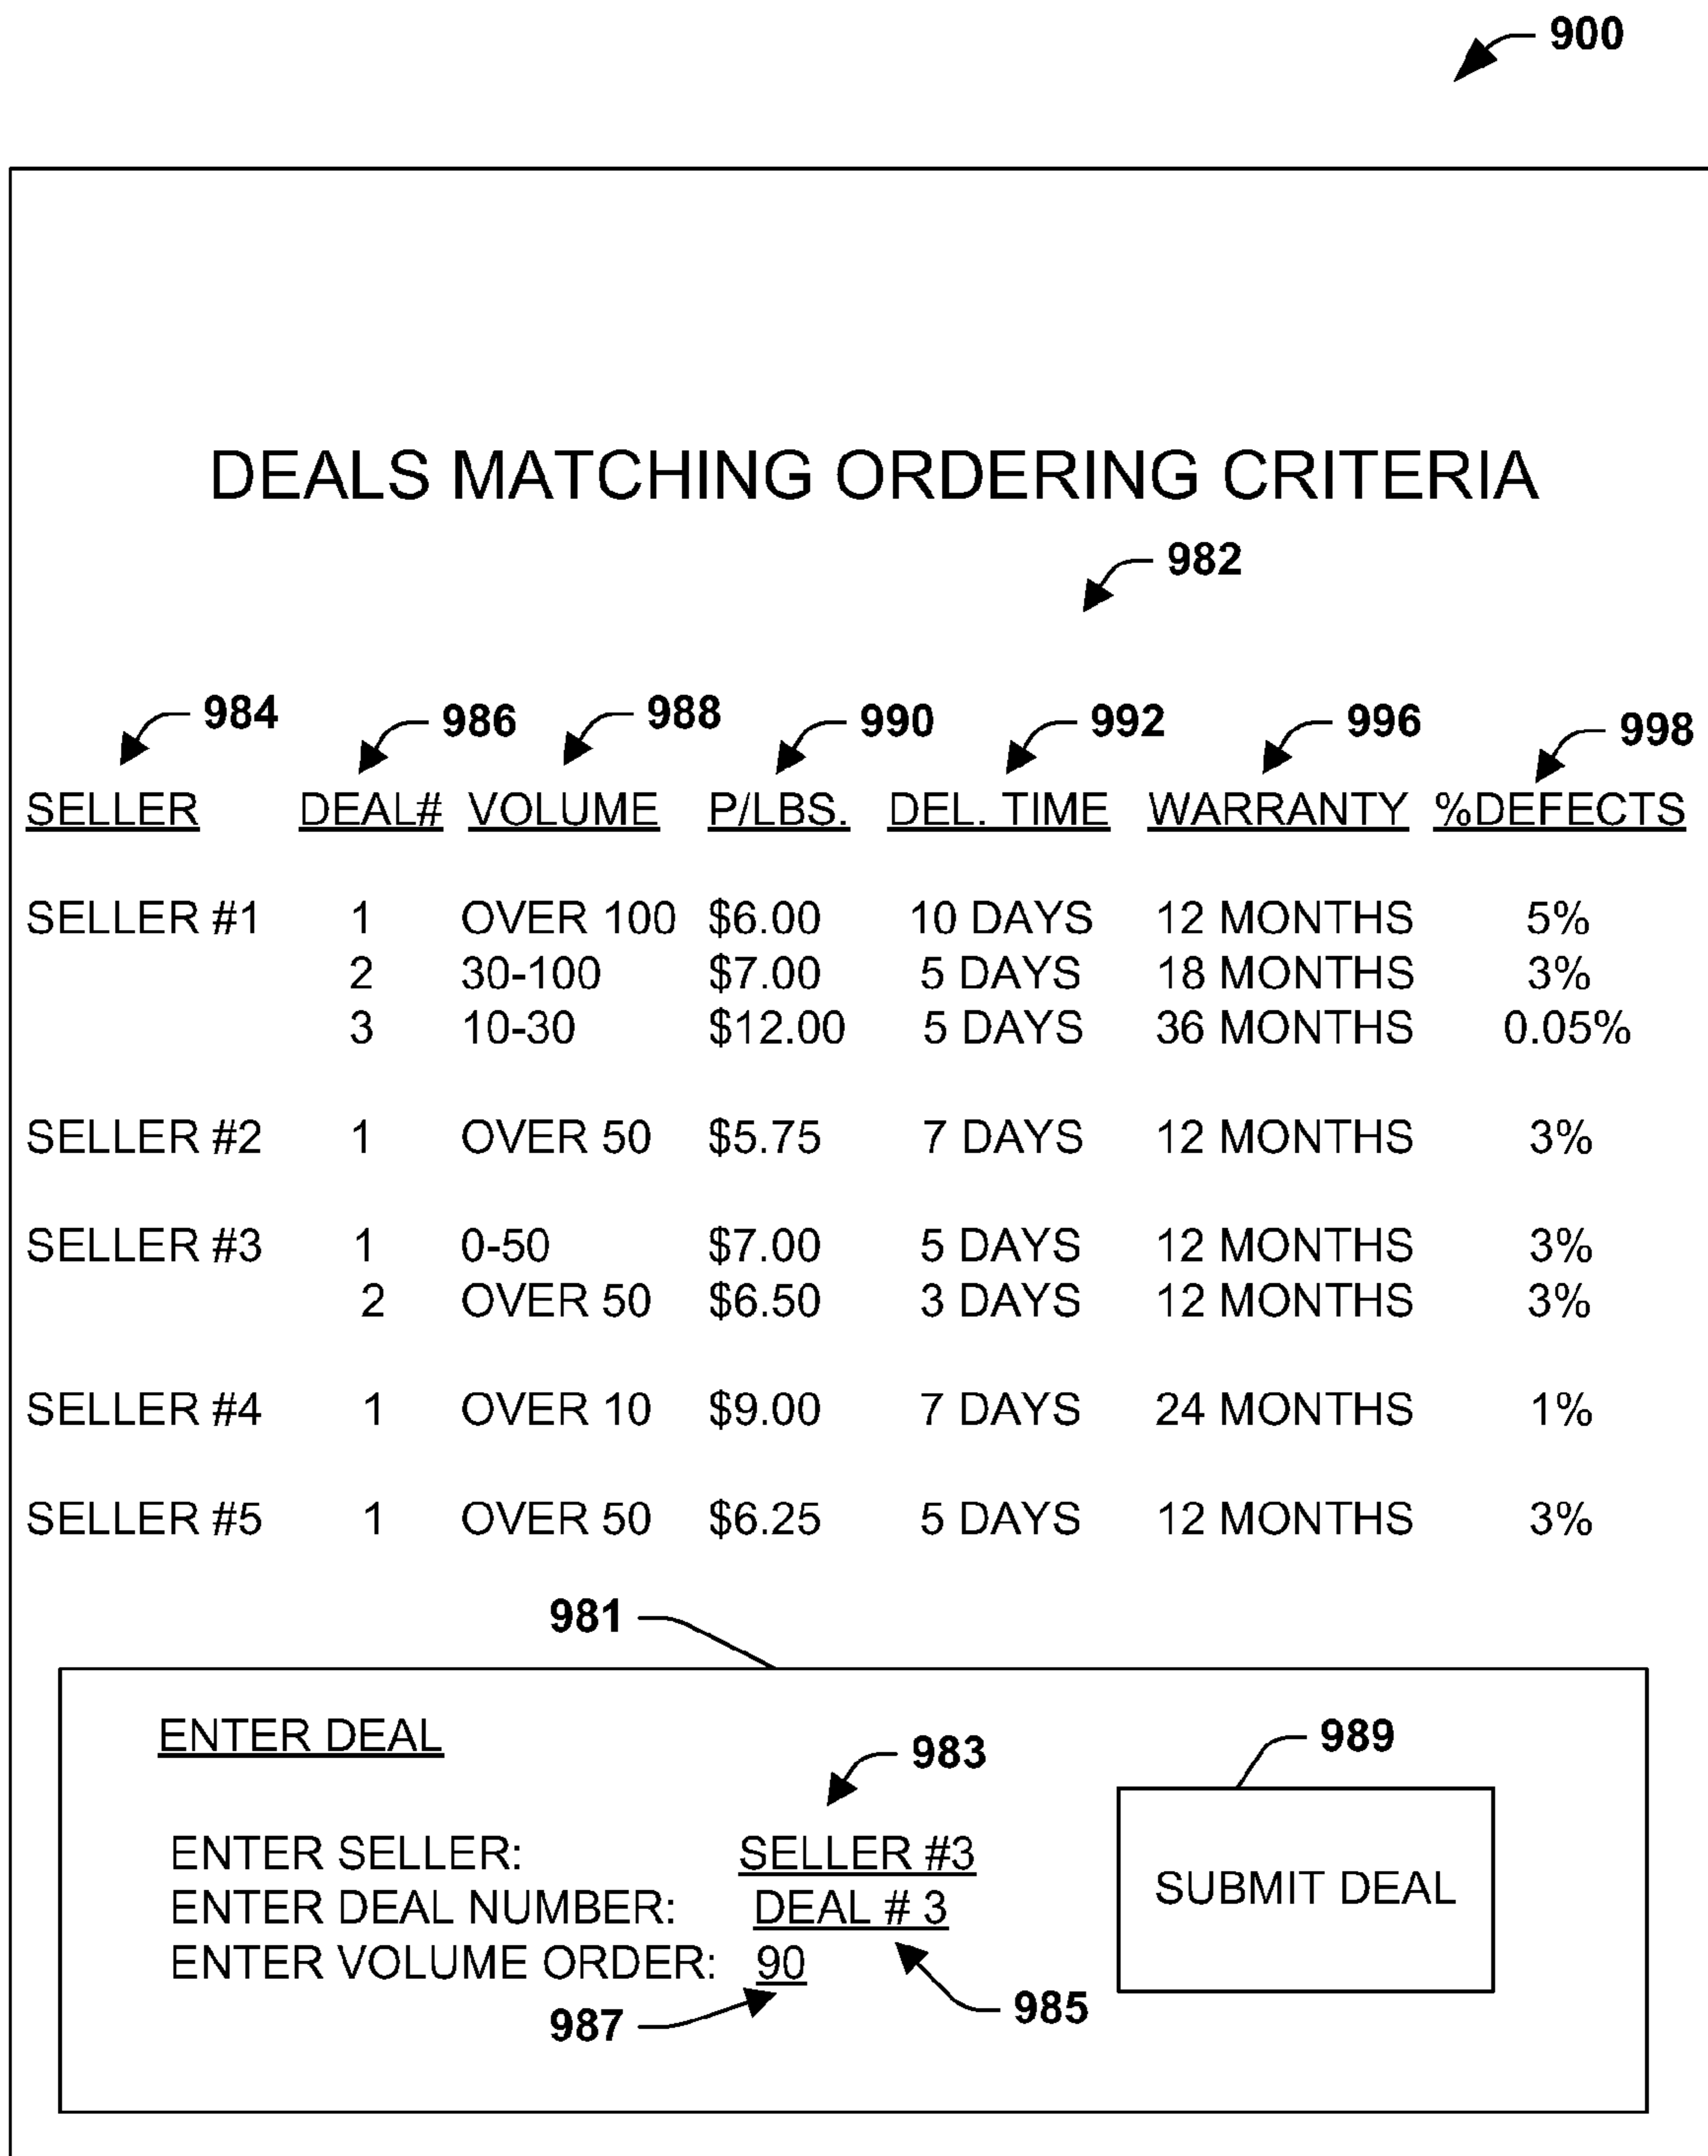 900
DEALS MATCHING ORDERING CRITERIA
982
984 986 988 990 992 996 998
SELLER DEAL# VOLUME P/LBS. DEL. TIME WARRANTY %DEFECTS
SELLER #1 1 OVER 100 $6.00 10 DAYS 12 MONTHS 5%
2 30-100 $7.00 5 DAYS 18 MONTHS 3%
3 10-30 $12.00 5 DAYS 36 MONTHS 0.05%
SELLER #2 1 OVER 50 $5.75 7 DAYS 12 MONTHS 3%
SELLER #3 1 0-50 $7.00 5 DAYS 12 MONTHS 3%
2 OVER 50 $6.50 3 DAYS 12 MONTHS 3%
SELLER #4 1 OVER 10 $9.00 7 DAYS 24 MONTHS 1%
SELLER #5 1 OVER 50 $6.25 5 DAYS 12 MONTHS 3%
981
ENTER DEAL
983
989
ENTER SELLER: SELLER #3
ENTER DEAL NUMBER: DEAL # 3
ENTER VOLUME ORDER: 90
SUBMIT DEAL
987
985